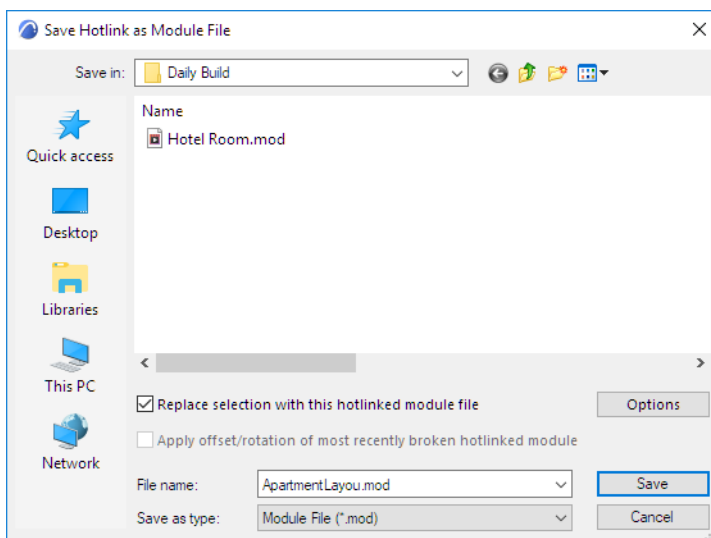 Save Hotlink as Module File
Save in: Daily Build
Name
Hotel Room.mod
Quick access
Desktop
Libraries
This PC
Network
Replace selection with this hotlinked module file Options
Apply offset/rotation of most recently broken hotlinked module
File name: ApartmentLayou.mod Save
Save as type: Module File (*.mod) Cancel